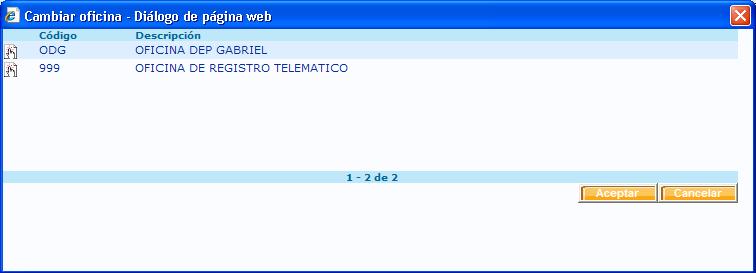 Cambiar oficina - Diálogo de página web
Código Descripción
ODG OFICINA DEP GABRIEL
999 OFICINA DE REGISTRO TELEMATICO
1 - 2 de 2
Aceptar Cancelar